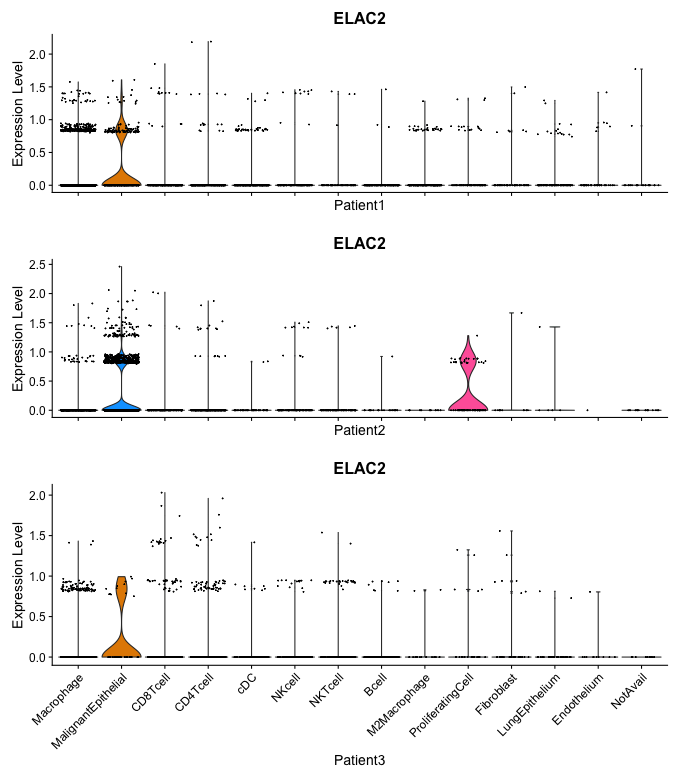 ELAC2
Expression Level
2.0
1.5
1.0
0.5
0.0
Patient1
ELAC2
Expression Level
2.5
2.0
1.5
1.0
0.5
0.0
Patient2
ELAC2
Expression Level
2.0
1.5
1.0
0.5
0.0
Macrophage
MalignantEpithelial
CD8Tcell
CD4Tcell
cDC
NKcell
NKTcell
Bcell
M2Macrophage
ProliferatingCell
Fibroblast
LungEpithelium
Endothelium
NotAvail
Patient3